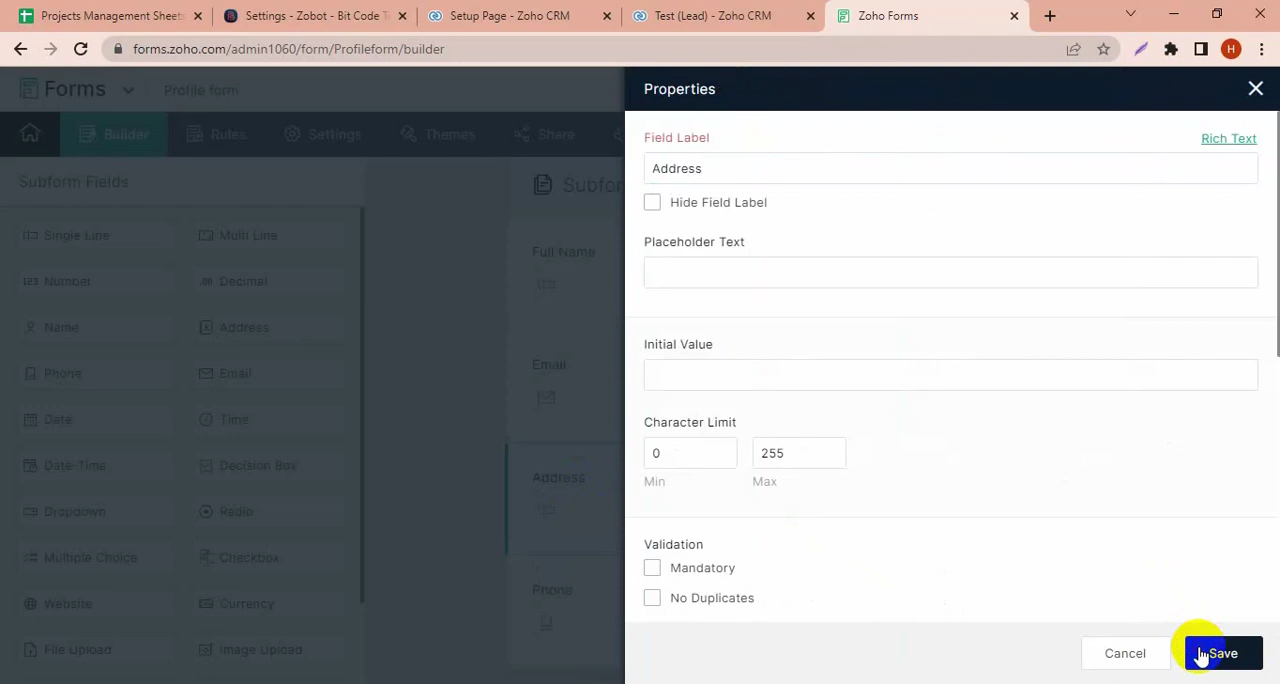 Projects Management Sheets
Settings - Zobot - Bit Code T
Setup Page - Zoho CRM
Test (Lead) - Zoho CRM
Zoho Forms
forms.zoho.com/admin1060/form/Profileform/builder
H
Forms
Profile form
Properties
Builder
Rules
Settings
Themes
Share
Subform Fields
Single Line
Multi Line
Number
Decimal
Name
Address
Phone
Email
Date
Time
Date-Time
Decision Box
Dropdown
Radio
Multiple Choice
Checkbox
Website
Currency
File Upload
Image Upload
Subfor
Full Name
Email
Address
Phone
Field Label
Rich Text
Address
Hide Field Label
Placeholder Text
Initial Value
Character Limit
0
255
Min
Max
Validation
Mandatory
No Duplicates
Cancel
Save